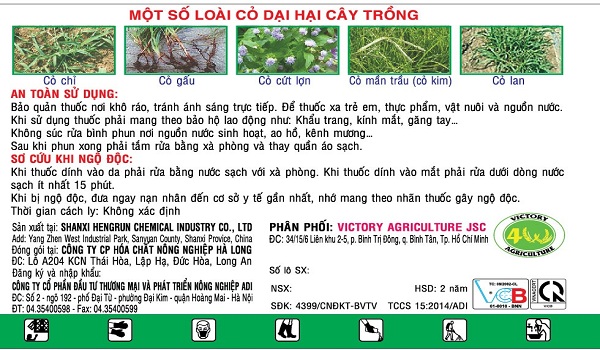 MỘT SỐ LOÀI CỎ DẠI HẠI CÂY TRỒNG
Cỏ chỉ
Cỏ gấu
Cỏ cứt lợn
Cỏ mần trầu (cỏ kim)
Cỏ lan
AN TOÀN SỬ DỤNG:
Bảo quản thuốc nơi khô ráo, tránh ánh sáng trực tiếp. Để thuốc xa trẻ em, thực phẩm, vật nuôi và nguồn nước.
Khi sử dụng thuốc phải mang theo bảo hộ lao động như: Khẩu trang, kính mắt, găng tay...
Không súc rửa bình phun nơi nguồn nước sinh hoạt, ao hồ, kênh mương...
Sau khi phun xong phải tắm rửa bằng xà phòng và thay quần áo sạch.
SƠ CỨU KHI NGỘ ĐỘC:
Khi thuốc dính vào da phải rửa bằng nước sạch với xà phòng. Khi thuốc dính vào mắt phải rửa dưới dòng nước
sạch ít nhất 15 phút.
Khi bị ngộ độc, đưa ngay nạn nhân đến cơ sở y tế gần nhất, nhớ mang theo nhãn thuốc gây ngộ độc.
Thời gian cách ly: Không xác định
Sản xuất tại: SHANXI HENGRUN CHEMICAL INDUSTRY CO., LTD
Add: Yang Zhen West Industrial Park, Sanyuan County, Shanxi Provice, China
Đóng gói tại: CÔNG TY CP HÓA CHẤT NÔNG NGHIỆP HÀ LONG
ĐC: Lô A204 KCN Thái Hòa, Lập Hạ, Đức Hòa, Long An
Đăng ký và nhập khẩu:
CÔNG TY CỔ PHẦN ĐẦU TƯ THƯƠNG MẠI VÀ PHÁT TRIỂN NÔNG NGHIỆP ADI
ĐC: Số 2 - ngõ 192 - phố Đại Từ - phường Đại Kim - quận Hoàng Mai - Hà Nội
ĐT: 04.35400598 - Fax: 04.35400599
PHÂN PHỐI: VICTORY AGRICULTURE JSC
ĐC: 34/15/6 Liên khu 2-5, p. Bình Trị Đông, q. Bình Tân, Tp. Hồ Chí Minh
VICTORY
AGRICULTURE
Số lô SX:
NSX:
HSD: 2 năm
SĐK: 4399/CNĐKT-BVTV
TCCS 15:2014/ADI
VCB